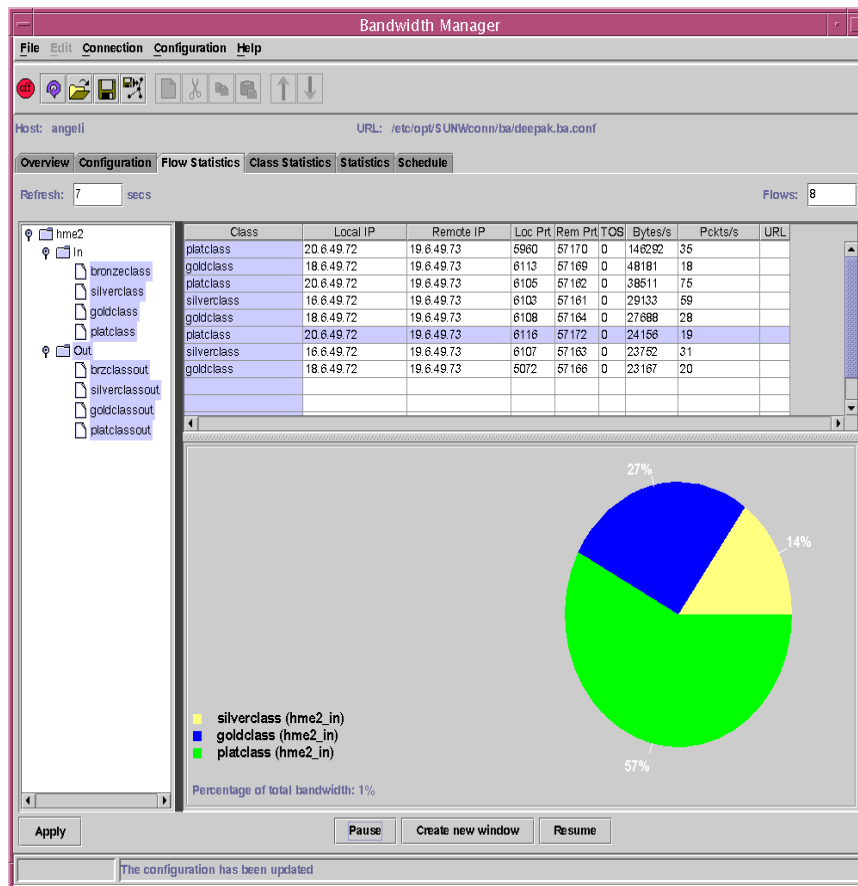 Bandwidth Manager
File Edit Connection Configuration Help
off
Host: angeli URL: /etc/opt/SUNWconn/ba/deepak.ba.conf
Overview Configuration Flow Statistics Class Statistics Statistics Schedule
Refresh: 7 secs Flows: 8
hme2
In
bronzeclass
silverclass
goldclass
platclass
Out
brzclassout
silverclassout
goldclassout
platclassout
Class Local IP Remote IP Loc Prt Rem Prt TOS Bytes/s Pckts/s URL
platclass 20.6.49.72 19.6.49.73 5960 57170 0 146292 35
goldclass 18.6.49.72 19.6.49.73 6113 57169 0 48181 18
platclass 20.6.49.72 19.6.49.73 6105 57162 0 38511 75
silverclass 16.6.49.72 19.6.49.73 6103 57161 0 29133 59
goldclass 18.6.49.72 19.6.49.73 6108 57164 0 27688 28
platclass 20.6.49.72 19.6.49.73 6116 57172 0 24156 19
silverclass 16.6.49.72 19.6.49.73 6107 57163 0 23752 31
goldclass 18.6.49.72 19.6.49.73 5072 57166 0 23167 20
27%
14%
57%
silverclass (hme2_in)
goldclass (hme2_in)
platclass (hme2_in)
Percentage of total bandwidth: 1%
Apply Pause Create new window Resume
The configuration has been updated